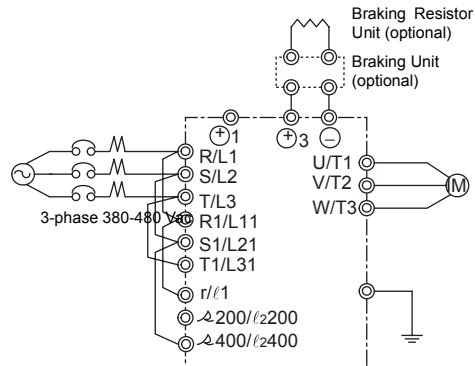 Braking Resistor
Unit (optional)
Braking Unit
(optional)
+1
+3
−
R/L1
S/L2
T/L3
3-phase 380-480 Vac
R1/L11
S1/L21
T1/L31
r/ℓ1
⏃200/ℓ2200
⏃400/ℓ2400
U/T1
V/T2
W/T3
M